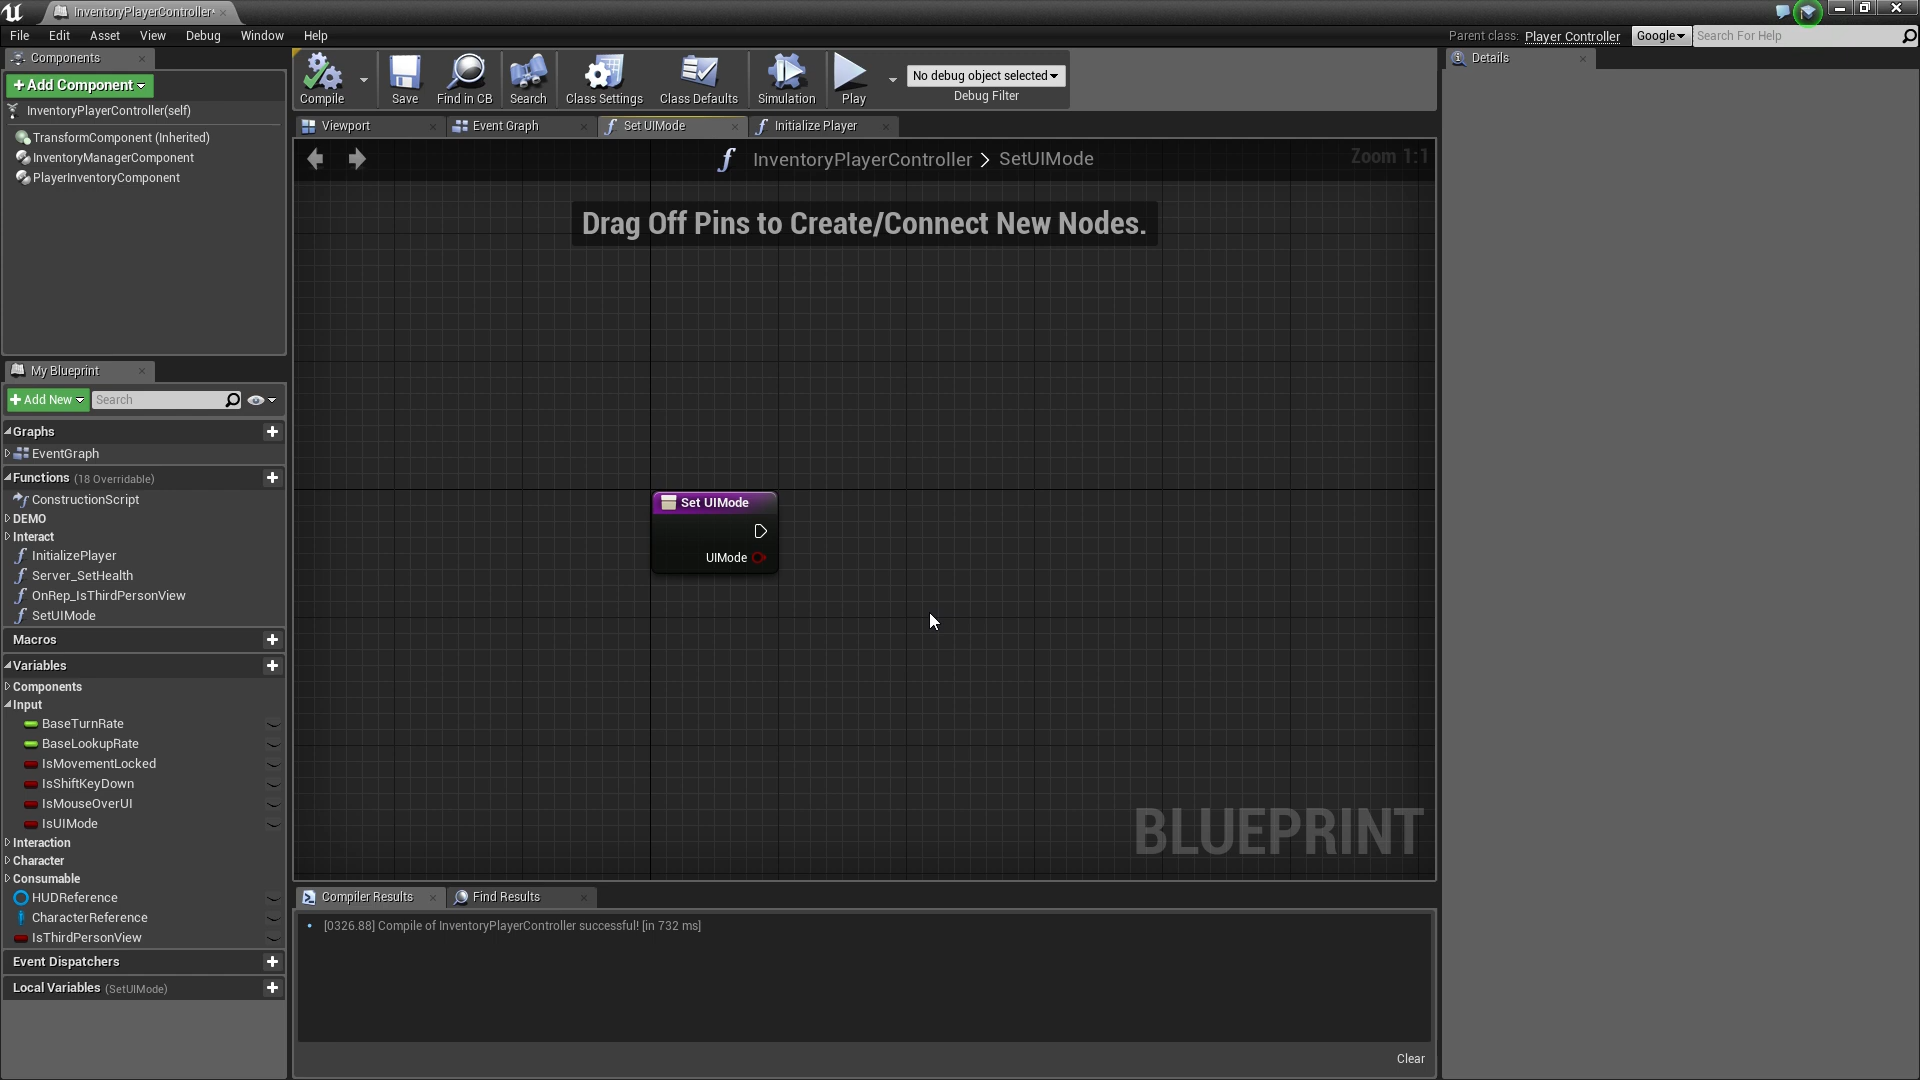 InventoryPlayerController*
File Edit Asset View Debug Window Help
Parent class: Player Controller Google Search For Help
Components
Add Component
InventoryPlayerController(self)
TransformComponent (Inherited)
InventoryManagerComponent
PlayerInventoryComponent
Compile Save Find in CB Search Class Settings Class Defaults Simulation Play
No debug object selected
Debug Filter
Viewport Event Graph Set UIMode Initialize Player
InventoryPlayerController > SetUIMode
Zoom 1:1
Drag Off Pins to Create/Connect New Nodes.
Set UIMode
UIMode
BLUEPRINT
Details
My Blueprint
Add New Search
Graphs
EventGraph
Functions (18 Overridable)
ConstructionScript
DEMO
Interact
InitializePlayer
Server_SetHealth
OnRep_IsThirdPersonView
SetUIMode
Macros
Variables
Components
Input
BaseTurnRate
BaseLookupRate
IsMovementLocked
IsShiftKeyDown
IsMouseOverUI
IsUIMode
Interaction
Character
Consumable
HUDReference
CharacterReference
IsThirdPersonView
Event Dispatchers
Local Variables (SetUIMode)
Compiler Results Find Results
[0326.88] Compile of InventoryPlayerController successful! [in 732 ms]
Clear